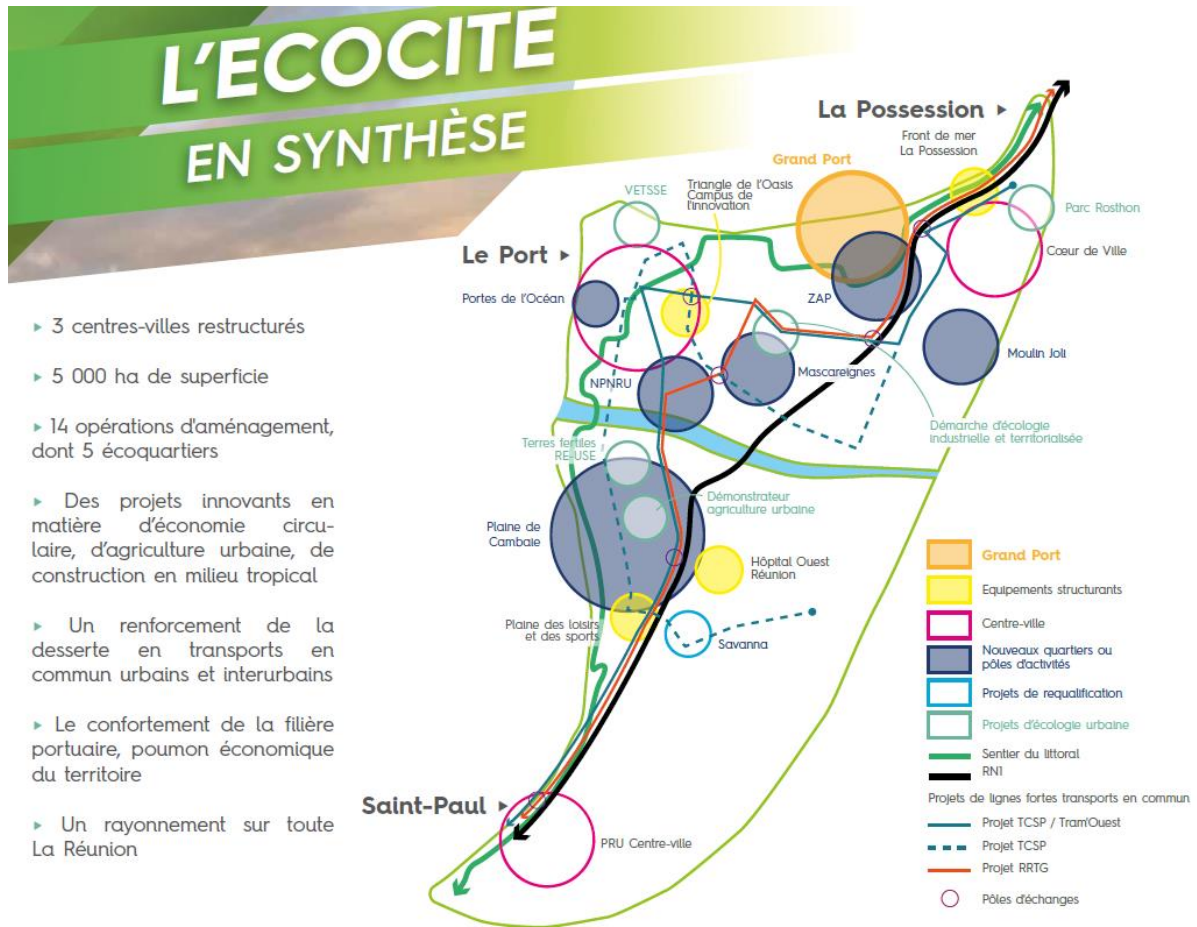 L'ECOCITE
EN SYNTHÈSE
▸ 3 centres-villes restructurés
▸ 5 000 ha de superficie
▸ 14 opérations d'aménagement,
dont 5 écoquartiers
▸ Des projets innovants en
matière d'économie circu-
laire, d'agriculture urbaine, de
construction en milieu tropical
▸ Un renforcement de la
desserte en transports en
commun urbains et interurbains
▸ Le confortement de la filière
portuaire, poumon économique
du territoire
▸ Un rayonnement sur toute
La Réunion
La Possession ▸
Front de mer
La Possession
Grand Port
VETSSE
Triangle de l'Oasis
Campus de
l'innovation
Parc Rosthon
Le Port ▸
Cœur de Ville
Portes de l'Océan
ZAP
Moulin Joli
NPNRU
Mascareignes
Démarche d'écologie
industrielle et territorialisée
Terres fertiles
RE-USE
Démonstrateur
agriculture urbaine
Plaine de
Cambaie
Hôpital Ouest
Réunion
Plaine des loisirs
et des sports
Savanna
Saint-Paul ▸
PRU Centre-ville
Grand Port
Equipements structurants
Centre-ville
Nouveaux quartiers ou
pôles d'activités
Projets de requalification
Projets d'écologie urbaine
Sentier du littoral
RN1
Projets de lignes fortes transports en commun
Projet TCSP / Tram'Ouest
Projet TCSP
Projet RRTG
Pôles d'échanges